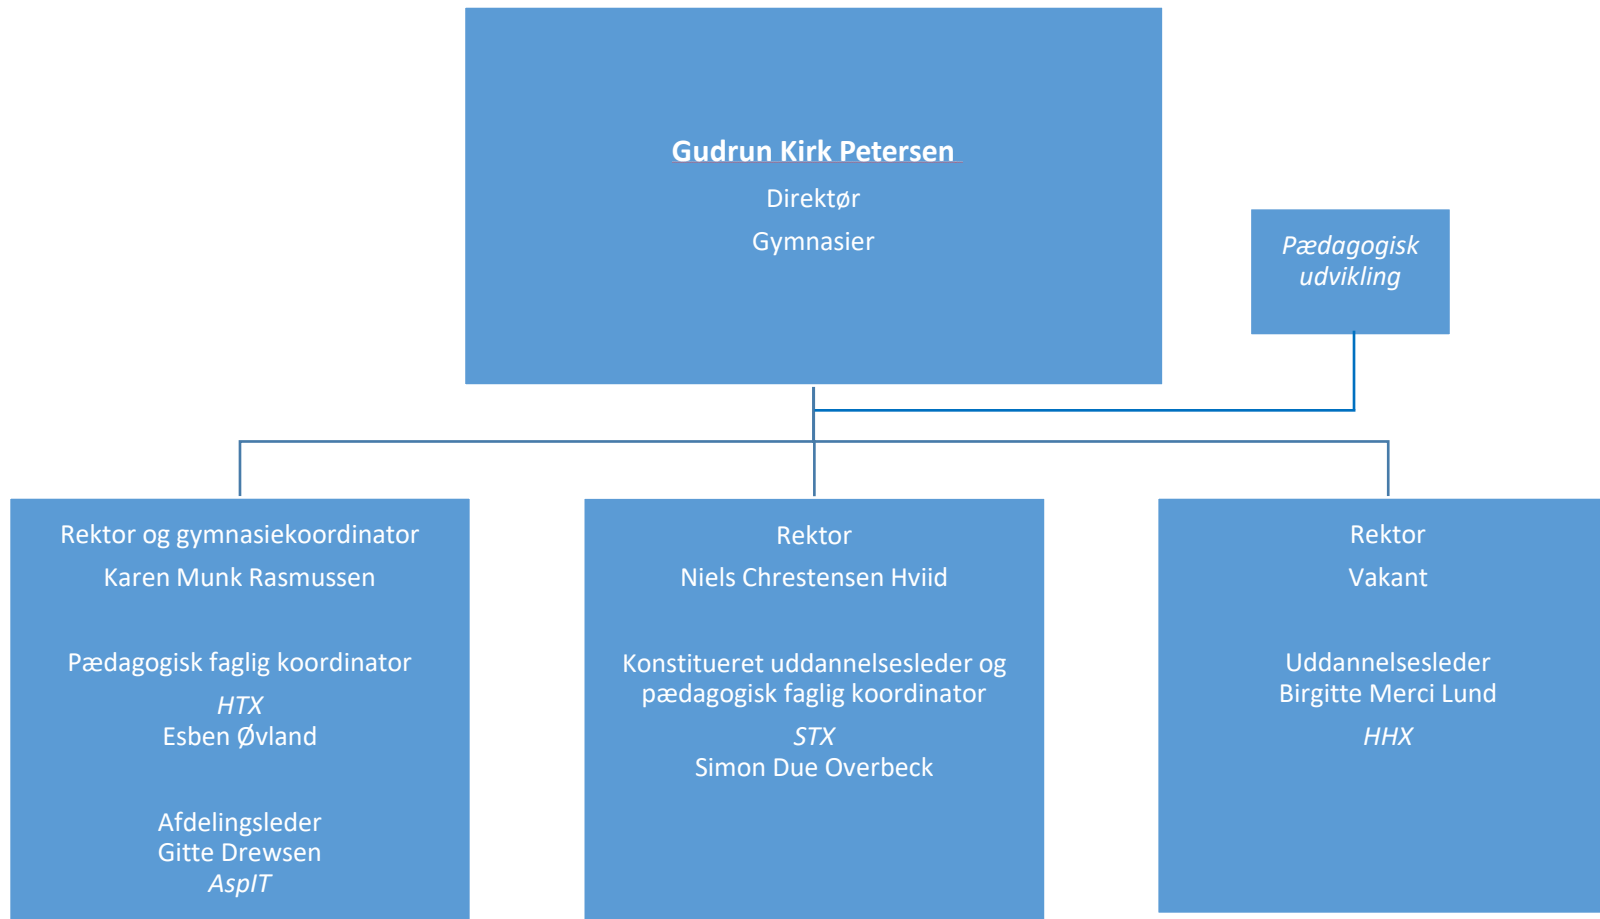 Gudrun Kirk Petersen
Direktør
Gymnasier
Pædagogisk
udvikling
Rektor og gymnasiekoordinator
Karen Munk Rasmussen
Pædagogisk faglig koordinator
HTX
Esben Øvland
Afdelingsleder
Gitte Drewsen
AspIT
Rektor
Niels Chrestensen Hviid
Konstitueret uddannelsesleder og
pædagogisk faglig koordinator
STX
Simon Due Overbeck
Rektor
Vakant
Uddannelsesleder
Birgitte Merci Lund
HHX